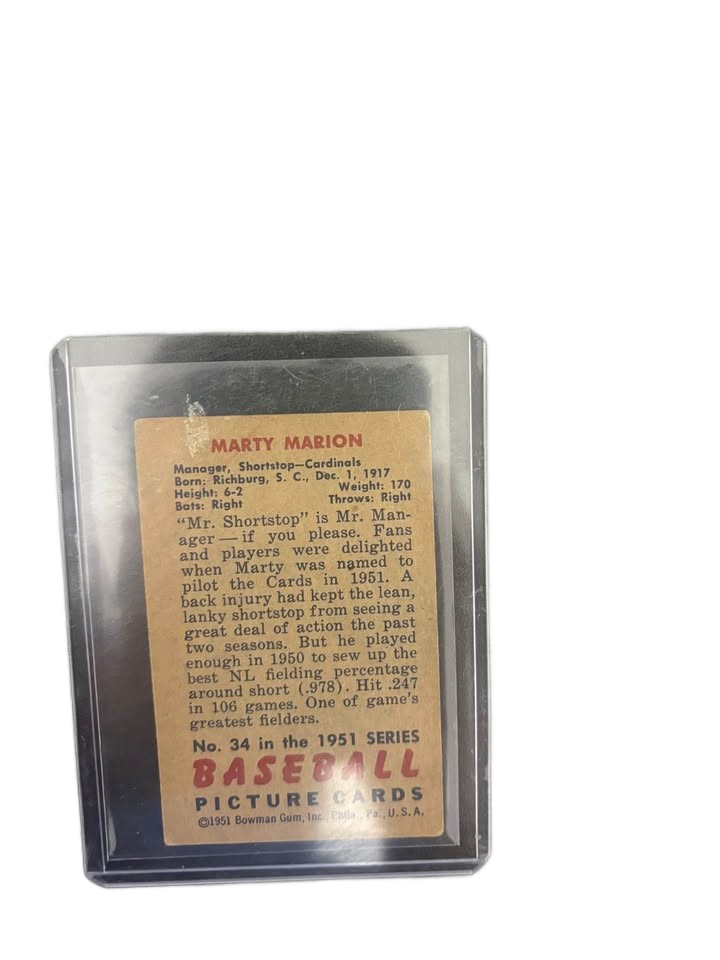 MARTY MARION
Manager, Shortstop—Cardinals
Born: Richburg, S. C., Dec. 1, 1917
Height: 6-2 Weight: 170
Bats: Right Throws: Right
"Mr. Shortstop" is Mr. Man-
ager — if you please. Fans
and players were delighted
when Marty was named to
pilot the Cards in 1951. A
back injury had kept the lean,
lanky shortstop from seeing a
great deal of action the past
two seasons. But he played
enough in 1950 to sew up the
best NL fielding percentage
around short (.978). Hit .247
in 106 games. One of game's
greatest fielders.
No. 34 in the 1951 SERIES
BASEBALL
PICTURE CARDS
©1951 Bowman Gum, Inc., Phila., Pa., U. S. A.